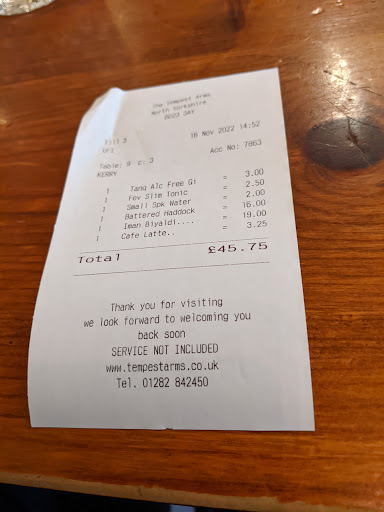 The Tempest Arms
North Yorkshire
BD23 3AY
Till 3 16 Nov 2022 14:52
Acc No: 7863
Table: 9 c: 3
KERRY
1 Tanq Alc Free Gi = 3.00
1 Fev Slim Tonic = 2.50
1 Small Spk Water = 2.00
1 Battered Haddock = 16.00
1 Iman Biyaldi.... = 19.00
1 Cafe Latte.. = 3.25
Total £45.75
Thank you for visiting
we look forward to welcoming you
back soon
SERVICE NOT INCLUDED
www.tempestarms.co.uk
Tel. 01282 842450